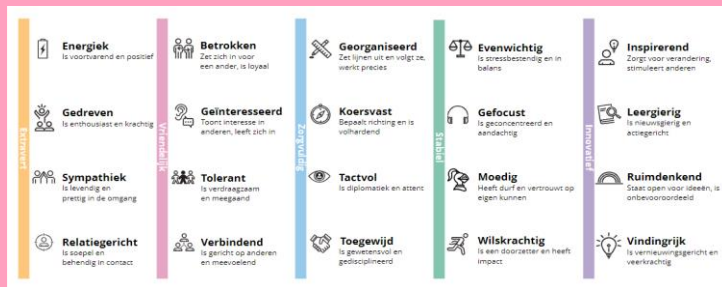 Extravert
Energiek
Is voortvarend en positief
Gedreven
Is enthousiast en krachtig
Sympathiek
Is levendig en
prettig in de omgang
Relatiegericht
Is soepel en
behendig in contact
Vriendelijk
Betrokken
Zet zich in voor
een ander, is loyaal
Geïnteresseerd
Toont interesse in
anderen, leeft zich in
Tolerant
Is verdraagzaam
en meegaand
Verbindend
Is gericht op anderen
en meevoelend
Zorgvuldig
Georganiseerd
Zet lijnen uit en volgt ze,
werkt precies
Koersvast
Bepaalt richting en is
volhardend
Tactvol
Is diplomatiek en attent
Toegewijd
Is gewetensvol en
gedisciplineerd
Stabiel
Evenwichtig
Is stressbestendig en in
balans
Gefocust
Is geconcentreerd en
aandachtig
Moedig
Heeft durf en vertrouwt op
eigen kunnen
Wilskrachtig
Is een doorzetter en heeft
impact
Innovatief
Inspirerend
Zorgt voor verandering,
stimuleert anderen
Leergierig
Is nieuwsgierig en
actiegericht
Ruimdenkend
Staat open voor ideeën, is
onbevooroordeeld
Vindingrijk
Is vernieuwingsgericht en
veerkrachtig